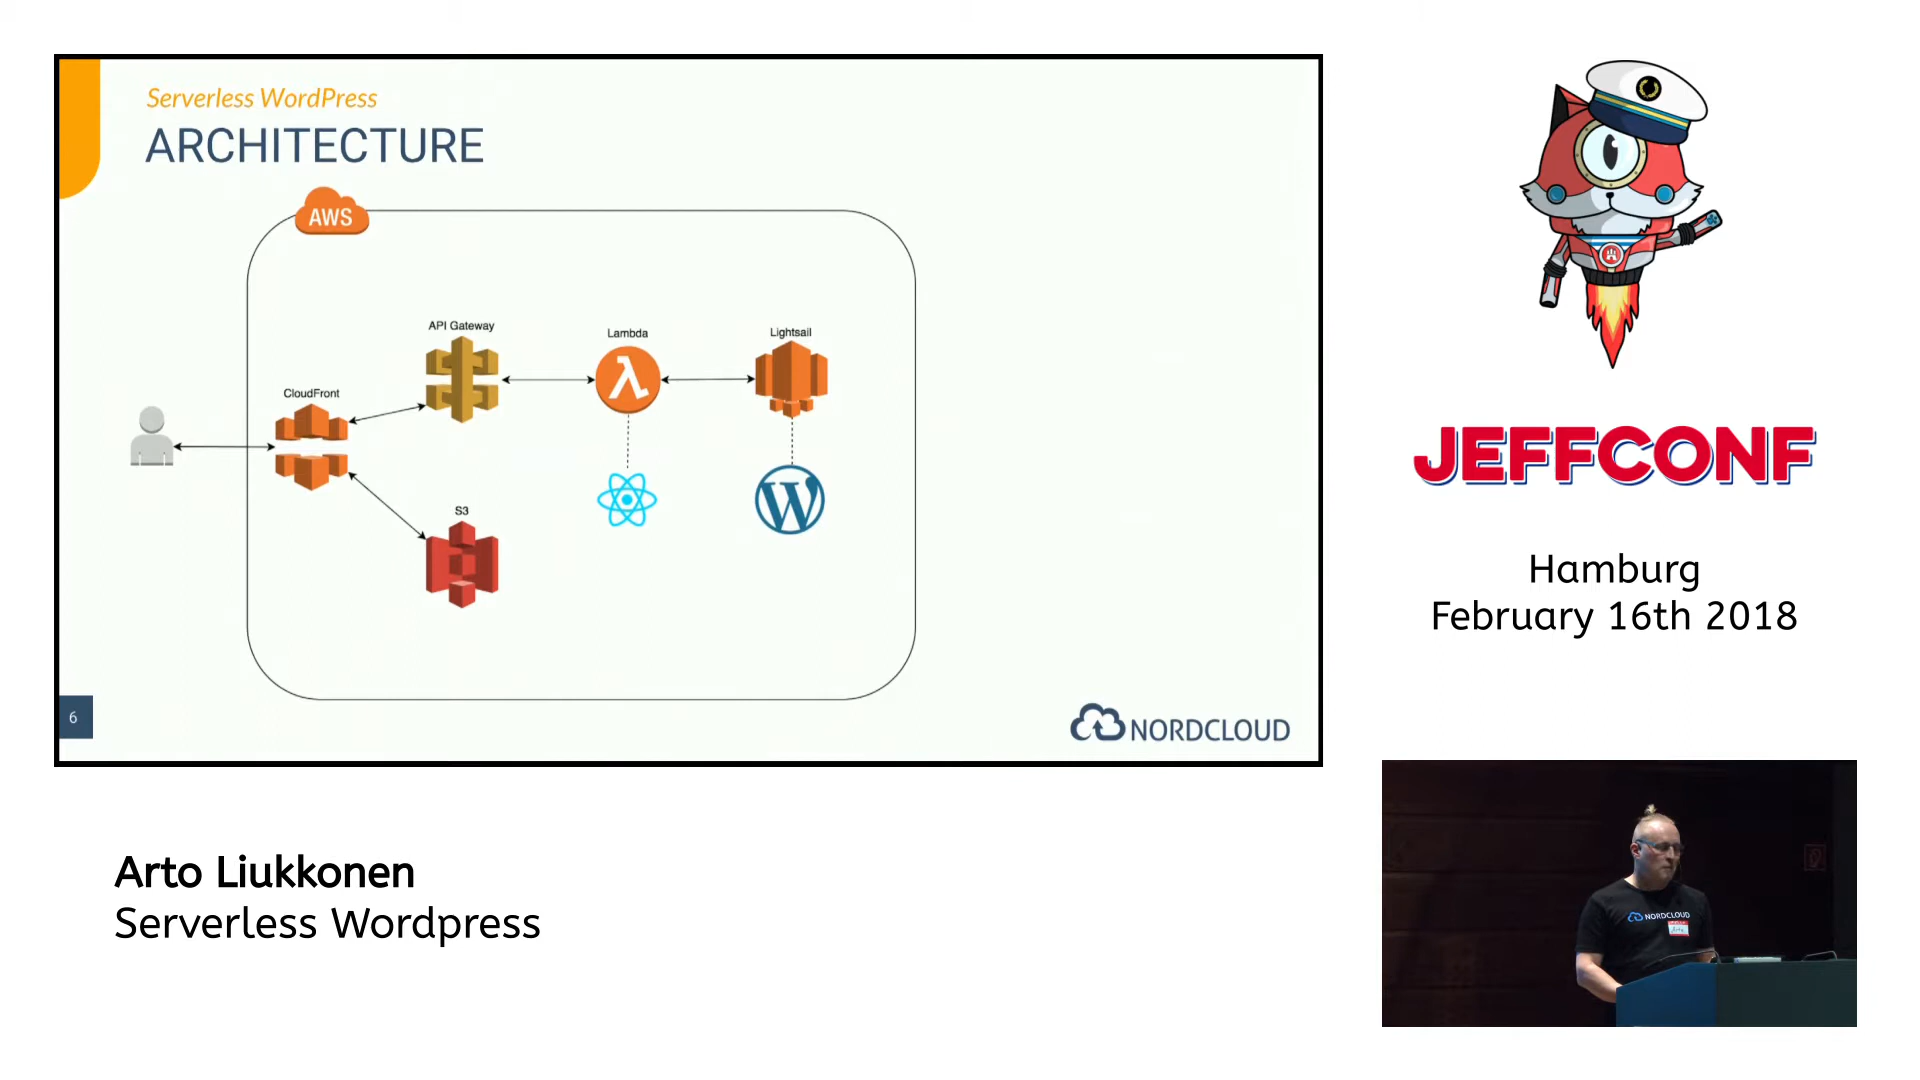 Serverless WordPress
ARCHITECTURE
AWS
API Gateway
Lambda
Lightsail
CloudFront
S3
6
NORDCLOUD
JEFFCONF
Hamburg
February 16th 2018
Arto Liukkonen
Serverless Wordpress
NORDCLOUD
Arto